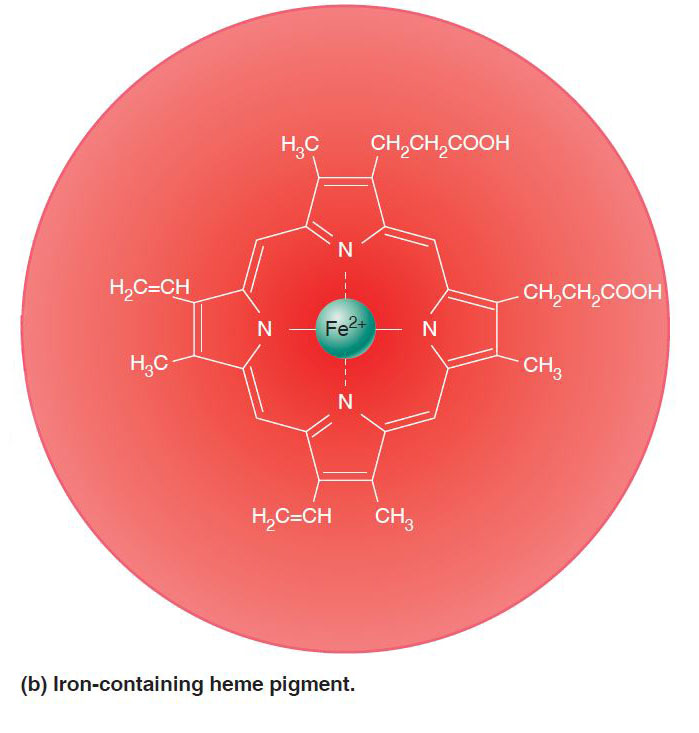 H₃C CH₂CH₂COOH
N
H₂C=CH CH₂CH₂COOH
N Fe²⁺ N
H₃C CH₃
N
H₂C=CH CH₃
(b) Iron-containing heme pigment.